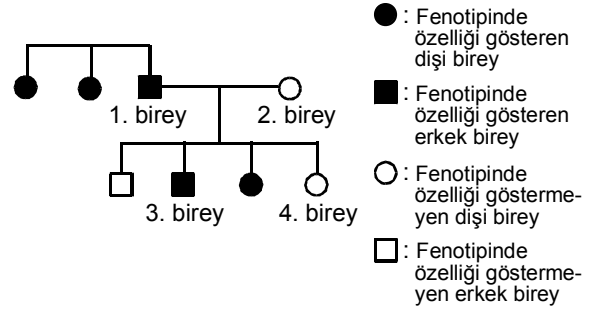 1. birey
2. birey
3. birey
4. birey
: Fenotipinde
özelliği gösteren
dişi birey
: Fenotipinde
özelliği gösteren
erkek birey
: Fenotipinde
özelliği gösterme-
yen dişi birey
: Fenotipinde
özelliği gösterme-
yen erkek birey